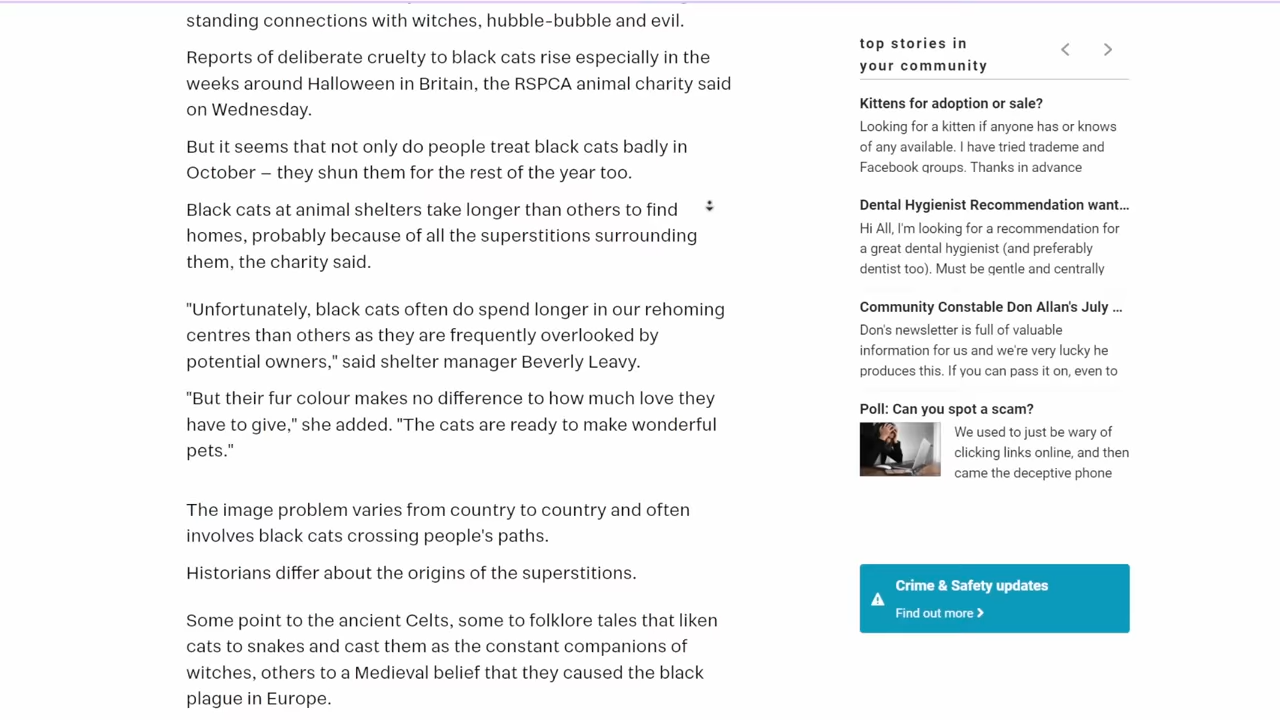 standing connections with witches, hubble-bubble and evil.
Reports of deliberate cruelty to black cats rise especially in the
weeks around Halloween in Britain, the RSPCA animal charity said
on Wednesday.
But it seems that not only do people treat black cats badly in
October – they shun them for the rest of the year too.
Black cats at animal shelters take longer than others to find
homes, probably because of all the superstitions surrounding
them, the charity said.
"Unfortunately, black cats often do spend longer in our rehoming
centres than others as they are frequently overlooked by
potential owners," said shelter manager Beverly Leavy.
"But their fur colour makes no difference to how much love they
have to give," she added. "The cats are ready to make wonderful
pets."
The image problem varies from country to country and often
involves black cats crossing people's paths.
Historians differ about the origins of the superstitions.
Some point to the ancient Celts, some to folklore tales that liken
cats to snakes and cast them as the constant companions of
witches, others to a Medieval belief that they caused the black
plague in Europe.
top stories in
your community
Kittens for adoption or sale?
Looking for a kitten if anyone has or knows
of any available. I have tried trademe and
Facebook groups. Thanks in advance
Dental Hygienist Recommendation want...
Hi All, I'm looking for a recommendation for
a great dental hygienist (and preferably
dentist too). Must be gentle and centrally
Community Constable Don Allan's July ...
Don's newsletter is full of valuable
information for us and we're very lucky he
produces this. If you can pass it on, even to
Poll: Can you spot a scam?
We used to just be wary of
clicking links online, and then
came the deceptive phone
Crime & Safety updates
Find out more